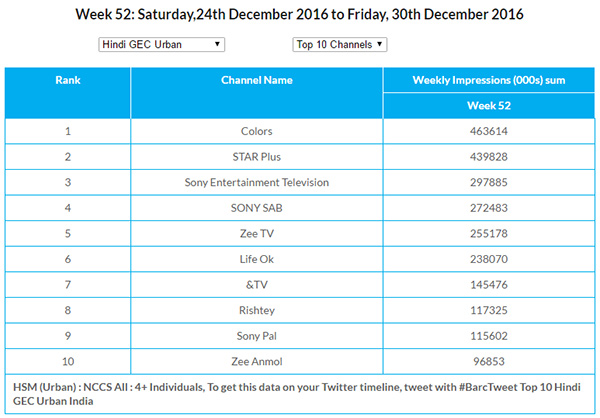 Week 52: Saturday,24th December 2016 to Friday, 30th December 2016
Hindi GEC Urban Top 10 Channels
Rank Channel Name Weekly Impressions (000s) sum
Week 52
1 Colors 463614
2 STAR Plus 439828
3 Sony Entertainment Television 297885
4 SONY SAB 272483
5 Zee TV 255178
6 Life Ok 238070
7 &TV 145476
8 Rishtey 117325
9 Sony Pal 115602
10 Zee Anmol 96853
HSM (Urban) : NCCS All : 4+ Individuals, To get this data on your Twitter timeline, tweet with #BarcTweet Top 10 Hindi
GEC Urban India